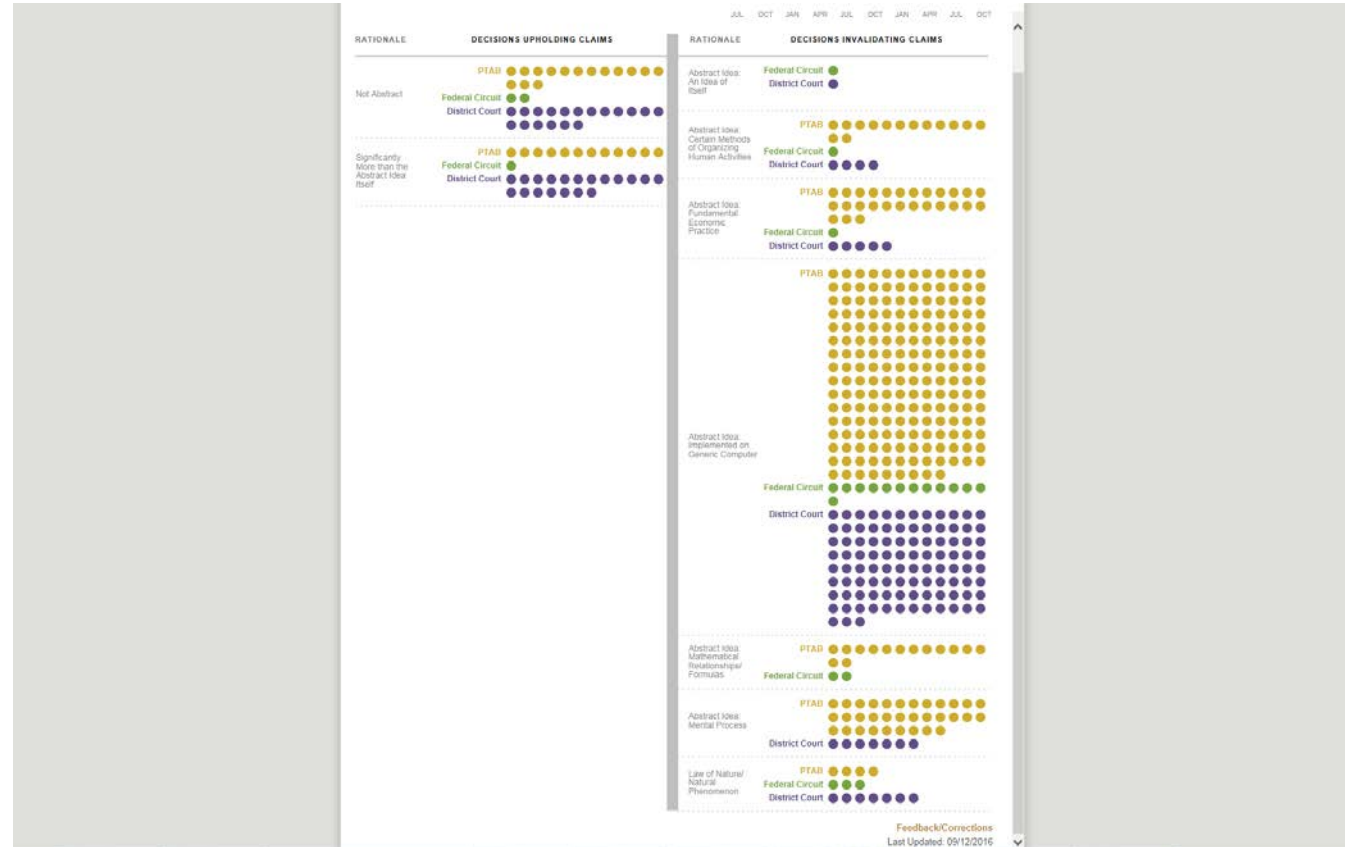 JUL OCT JAN APR JUL OCT JAN APR JUL OCT
RATIONALE DECISIONS UPHOLDING CLAIMS
Not Abstract
PTAB
Federal Circuit
District Court
Significantly
More than the
Abstract Idea
Itself
PTAB
Federal Circuit
District Court
RATIONALE DECISIONS INVALIDATING CLAIMS
Abstract Idea:
An Idea of
Itself
Federal Circuit
District Court
Abstract Idea:
Certain Methods
of Organizing
Human Activities
PTAB
Federal Circuit
District Court
Abstract Idea:
Fundamental
Economic
Practice
PTAB
Federal Circuit
District Court
Abstract Idea:
Implemented on
Generic Computer
PTAB
Federal Circuit
District Court
Abstract Idea:
Mathematical
Relationships/
Formulas
PTAB
Federal Circuit
Abstract Idea:
Mental Process
PTAB
District Court
Law of Nature/
Natural
Phenomenon
PTAB
Federal Circuit
District Court
Feedback/Corrections
Last Updated: 09/12/2016